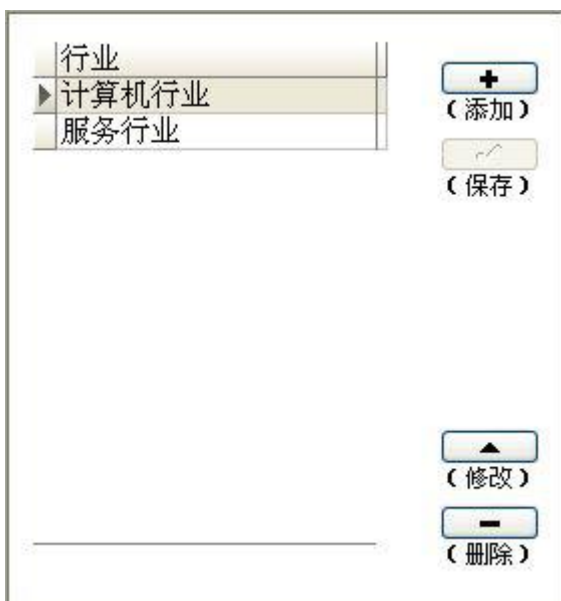 行业
计算机行业
服务行业
(添加)
(保存)
(修改)
(删除)